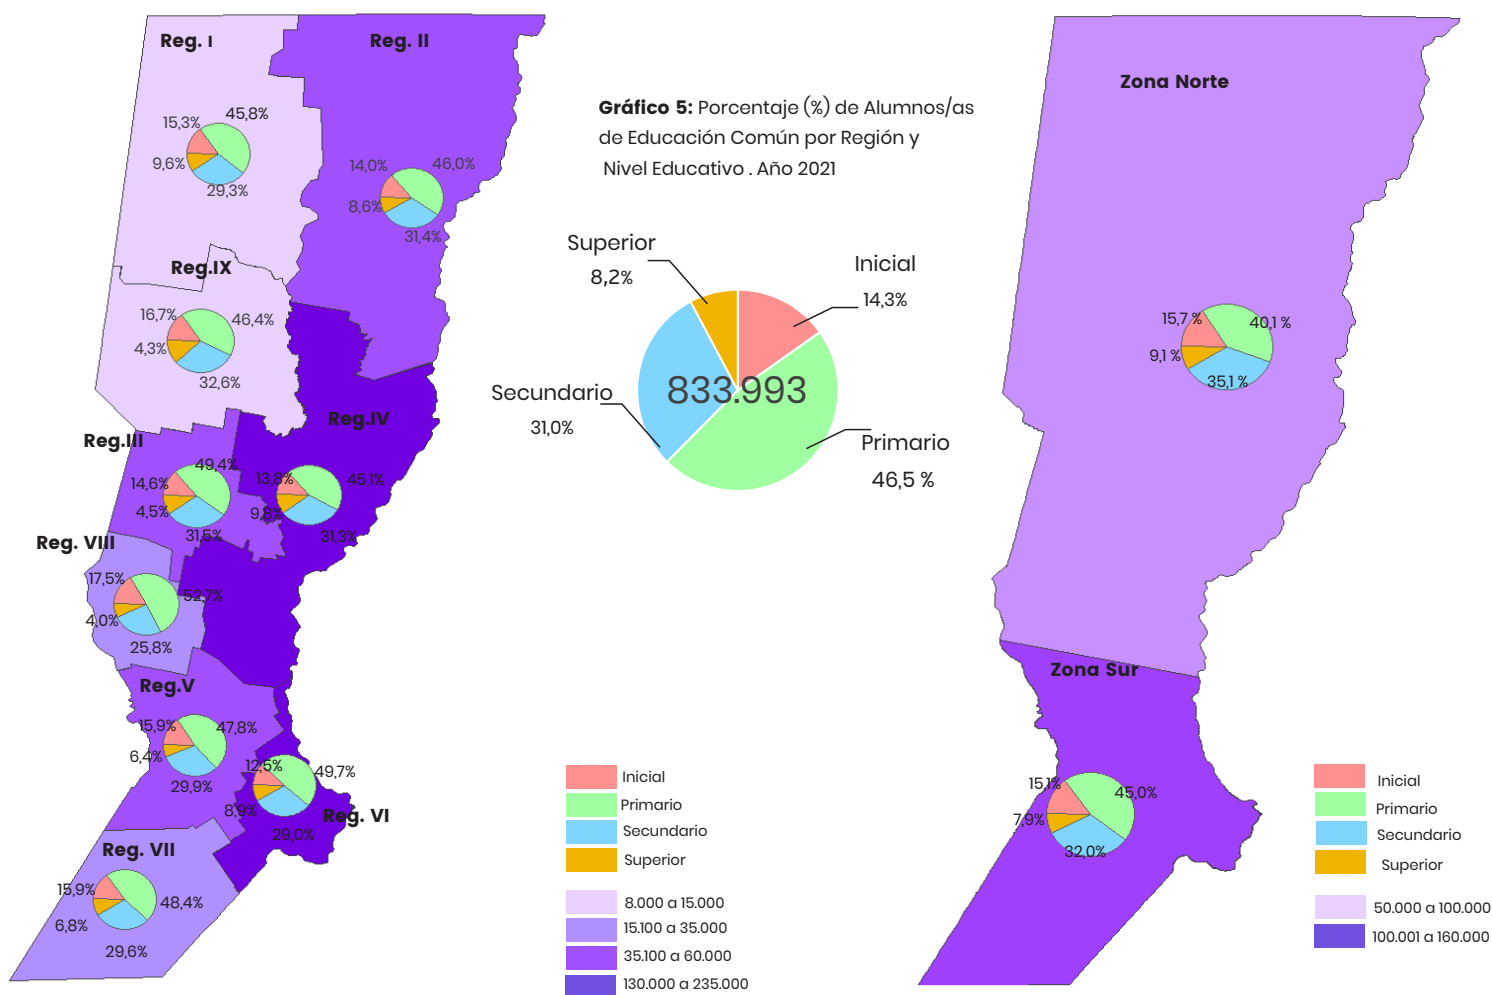 Reg. I
Reg. II
45,8%
15,3%
9,6%
29,3%
14,0%
46,0%
8,6%
31,4%
Reg.IX
16,7%
46,4%
4,3%
32,6%
Reg.IV
Reg.III
49,4%
14,6%
4,5%
31,5%
13,8%
45,1%
9,8%
31,3%
Reg. VIII
17,5%
52,7%
4,0%
25,8%
Reg.V
15,9%
47,8%
6,4%
29,9%
12,5%
49,7%
8,9%
Reg. VI
29,0%
Reg. VII
15,9%
48,4%
6,8%
29,6%
Gráfico 5: Porcentaje (%) de Alumnos/as
de Educación Común por Región y
Nivel Educativo . Año 2021
Superior
8,2%
Inicial
14,3%
833.993
Secundario
31,0%
Primario
46,5 %
Inicial
Primario
Secundario
Superior
8.000 a 15.000
15.100 a 35.000
35.100 a 60.000
130.000 a 235.000
Zona Norte
15,7 %
40,1 %
9,1 %
35,1 %
Zona Sur
15,1%
45,0%
7,9%
32,0%
Inicial
Primario
Secundario
Superior
50.000 a 100.000
100.001 a 160.000